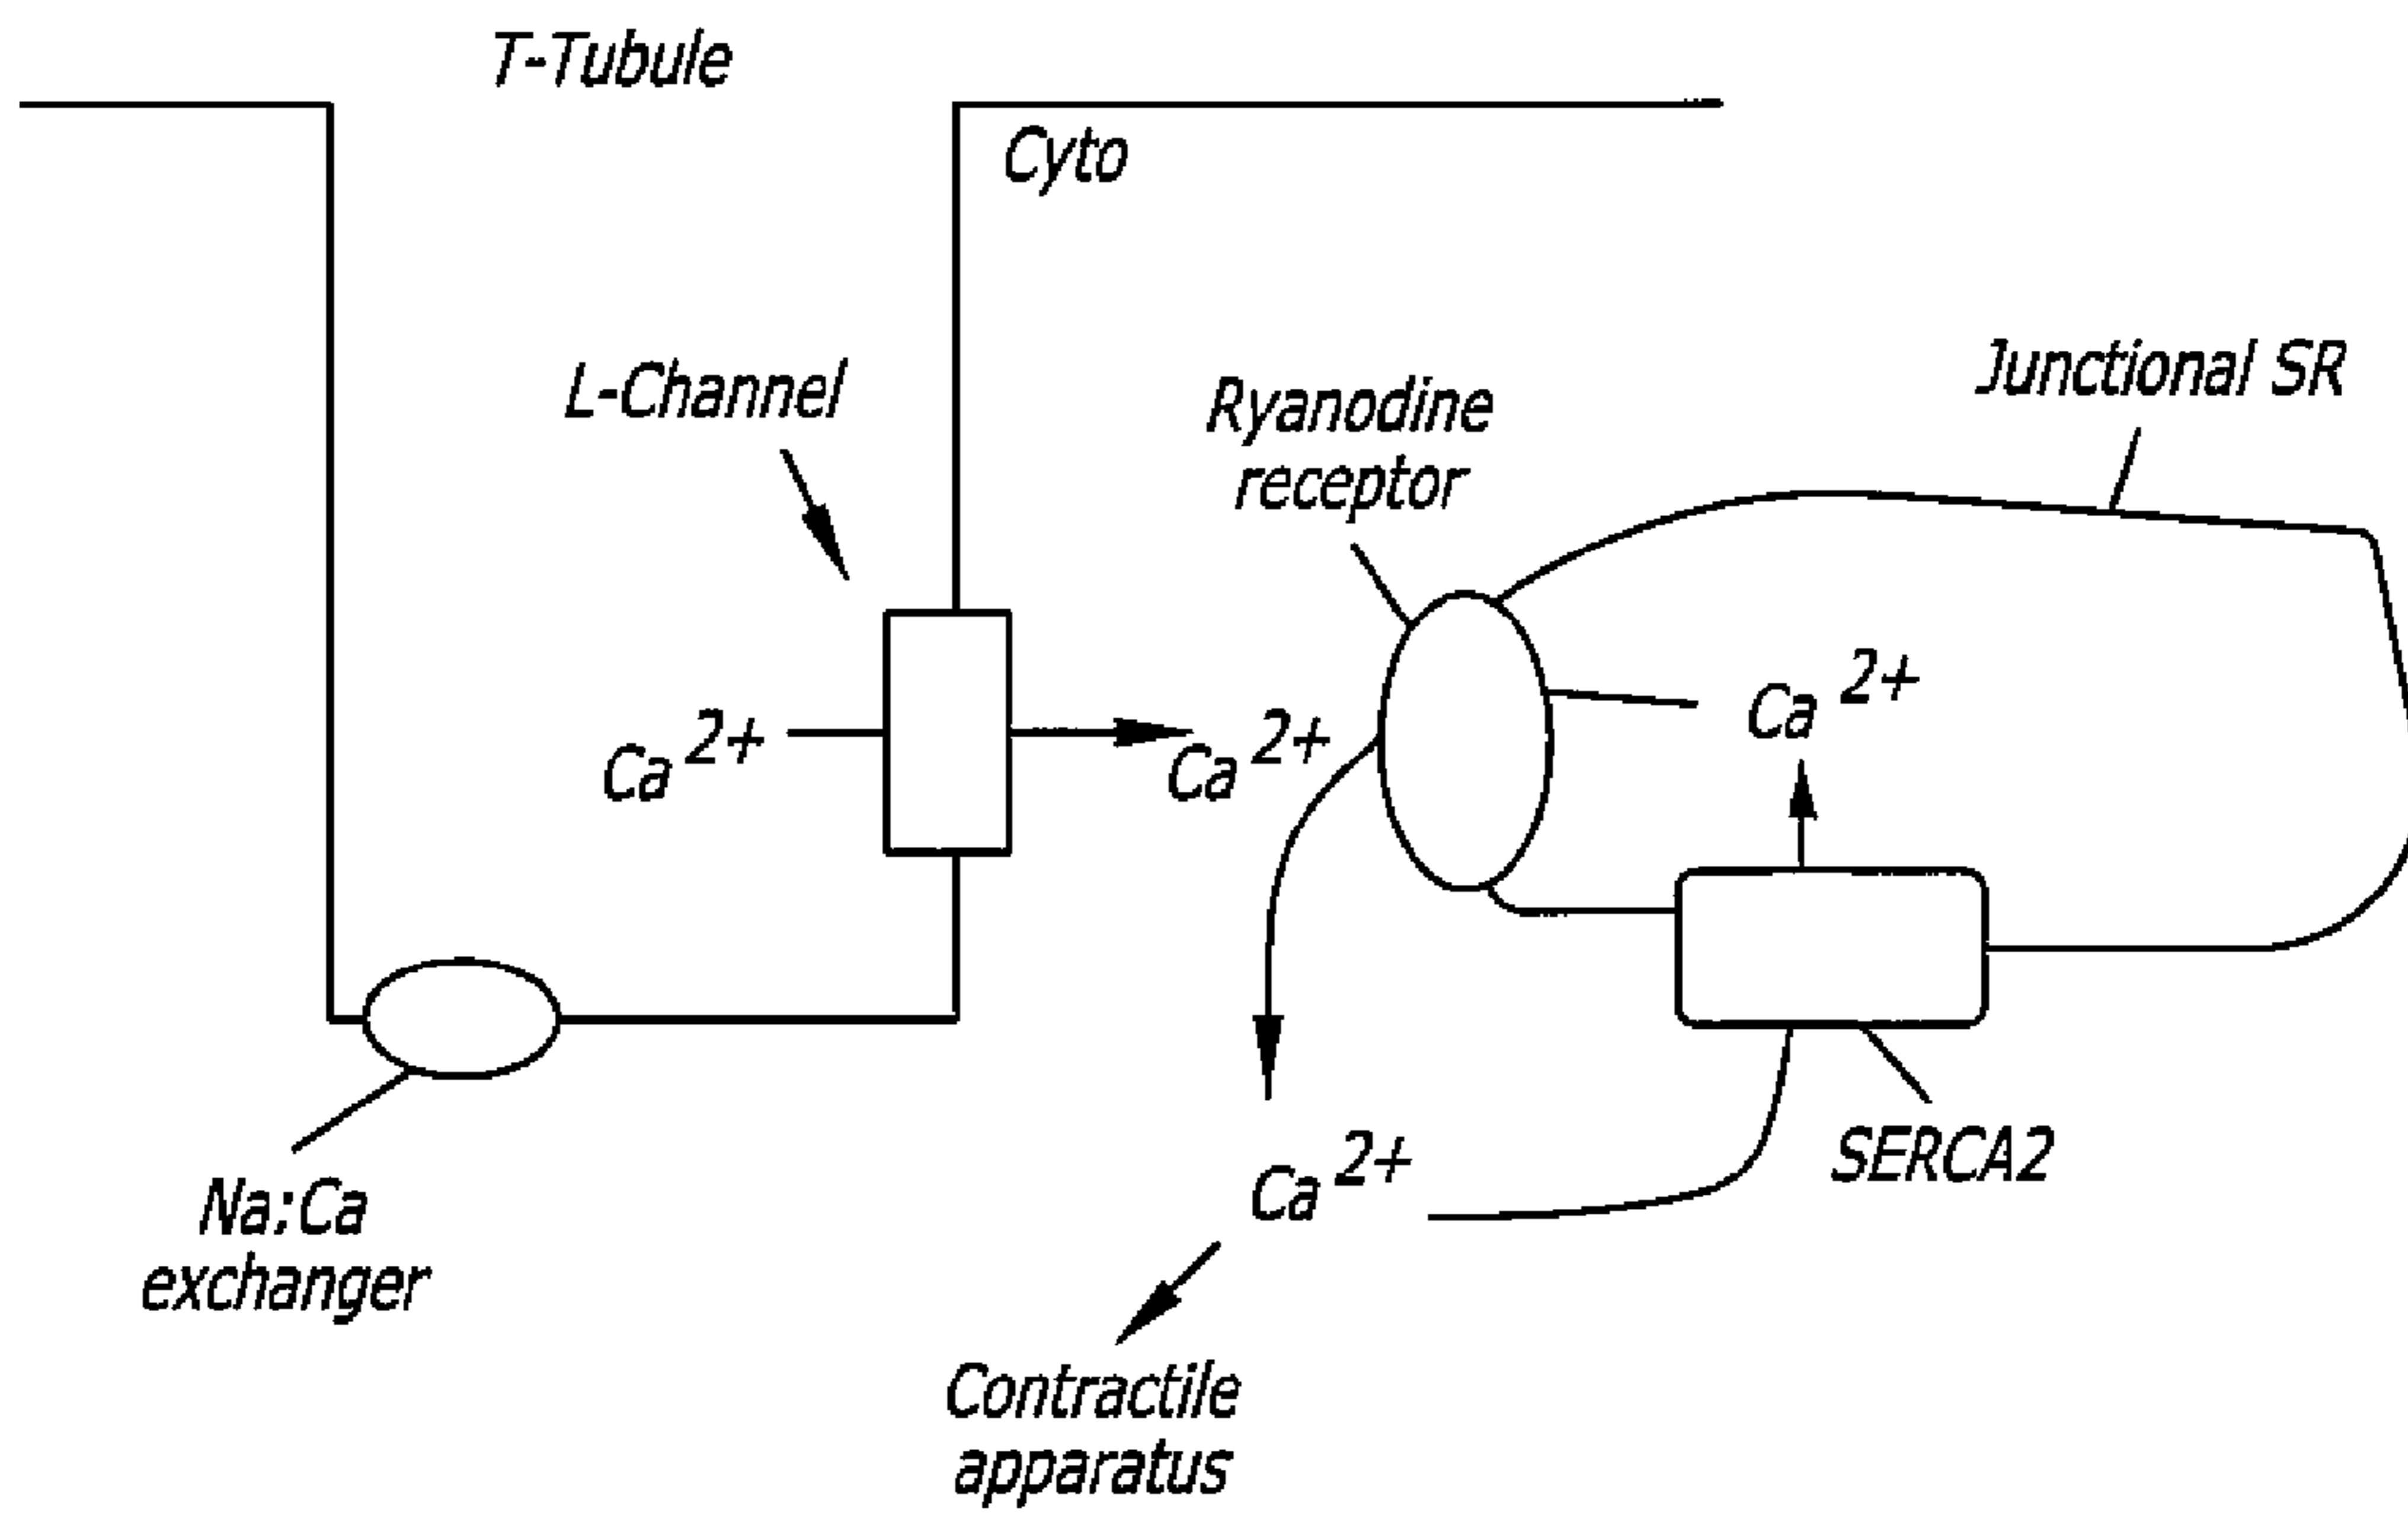 T-Tubule
Cyto
L-Channel
Ryanodine
receptor
Junctional SR
Ca 2+
Ca 2+
Ca 2+
Ca 2+
SERCA2
Na:Ca
exchanger
Contractile
apparatus